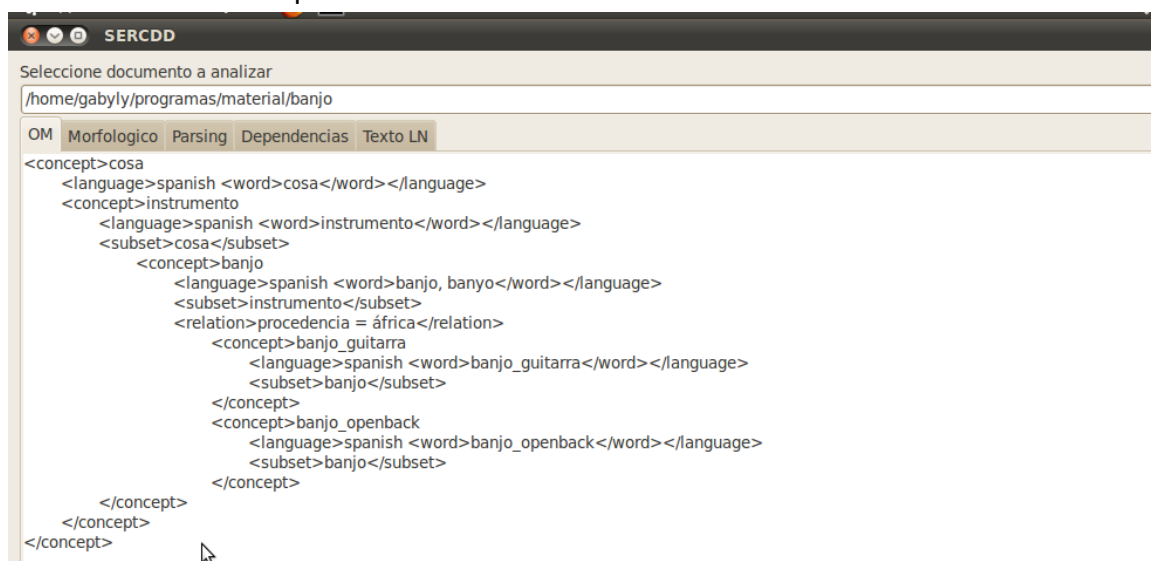 SERCDD
Seleccione documento a analizar
/home/gabyly/programas/material/banjo
OM Morfologico Parsing Dependencias Texto LN
<concept>cosa
<language>spanish <word>cosa</word></language>
<concept>instrumento
<language>spanish <word>instrumento</word></language>
<subset>cosa</subset>
<concept>banjo
<language>spanish <word>banjo, banyo</word></language>
<subset>instrumento</subset>
<relation>procedencia = áfrica</relation>
<concept>banjo_guitarra
<language>spanish <word>banjo_guitarra</word></language>
<subset>banjo</subset>
</concept>
<concept>banjo_openback
<language>spanish <word>banjo_openback</word></language>
<subset>banjo</subset>
</concept>
</concept>
</concept>
</concept>